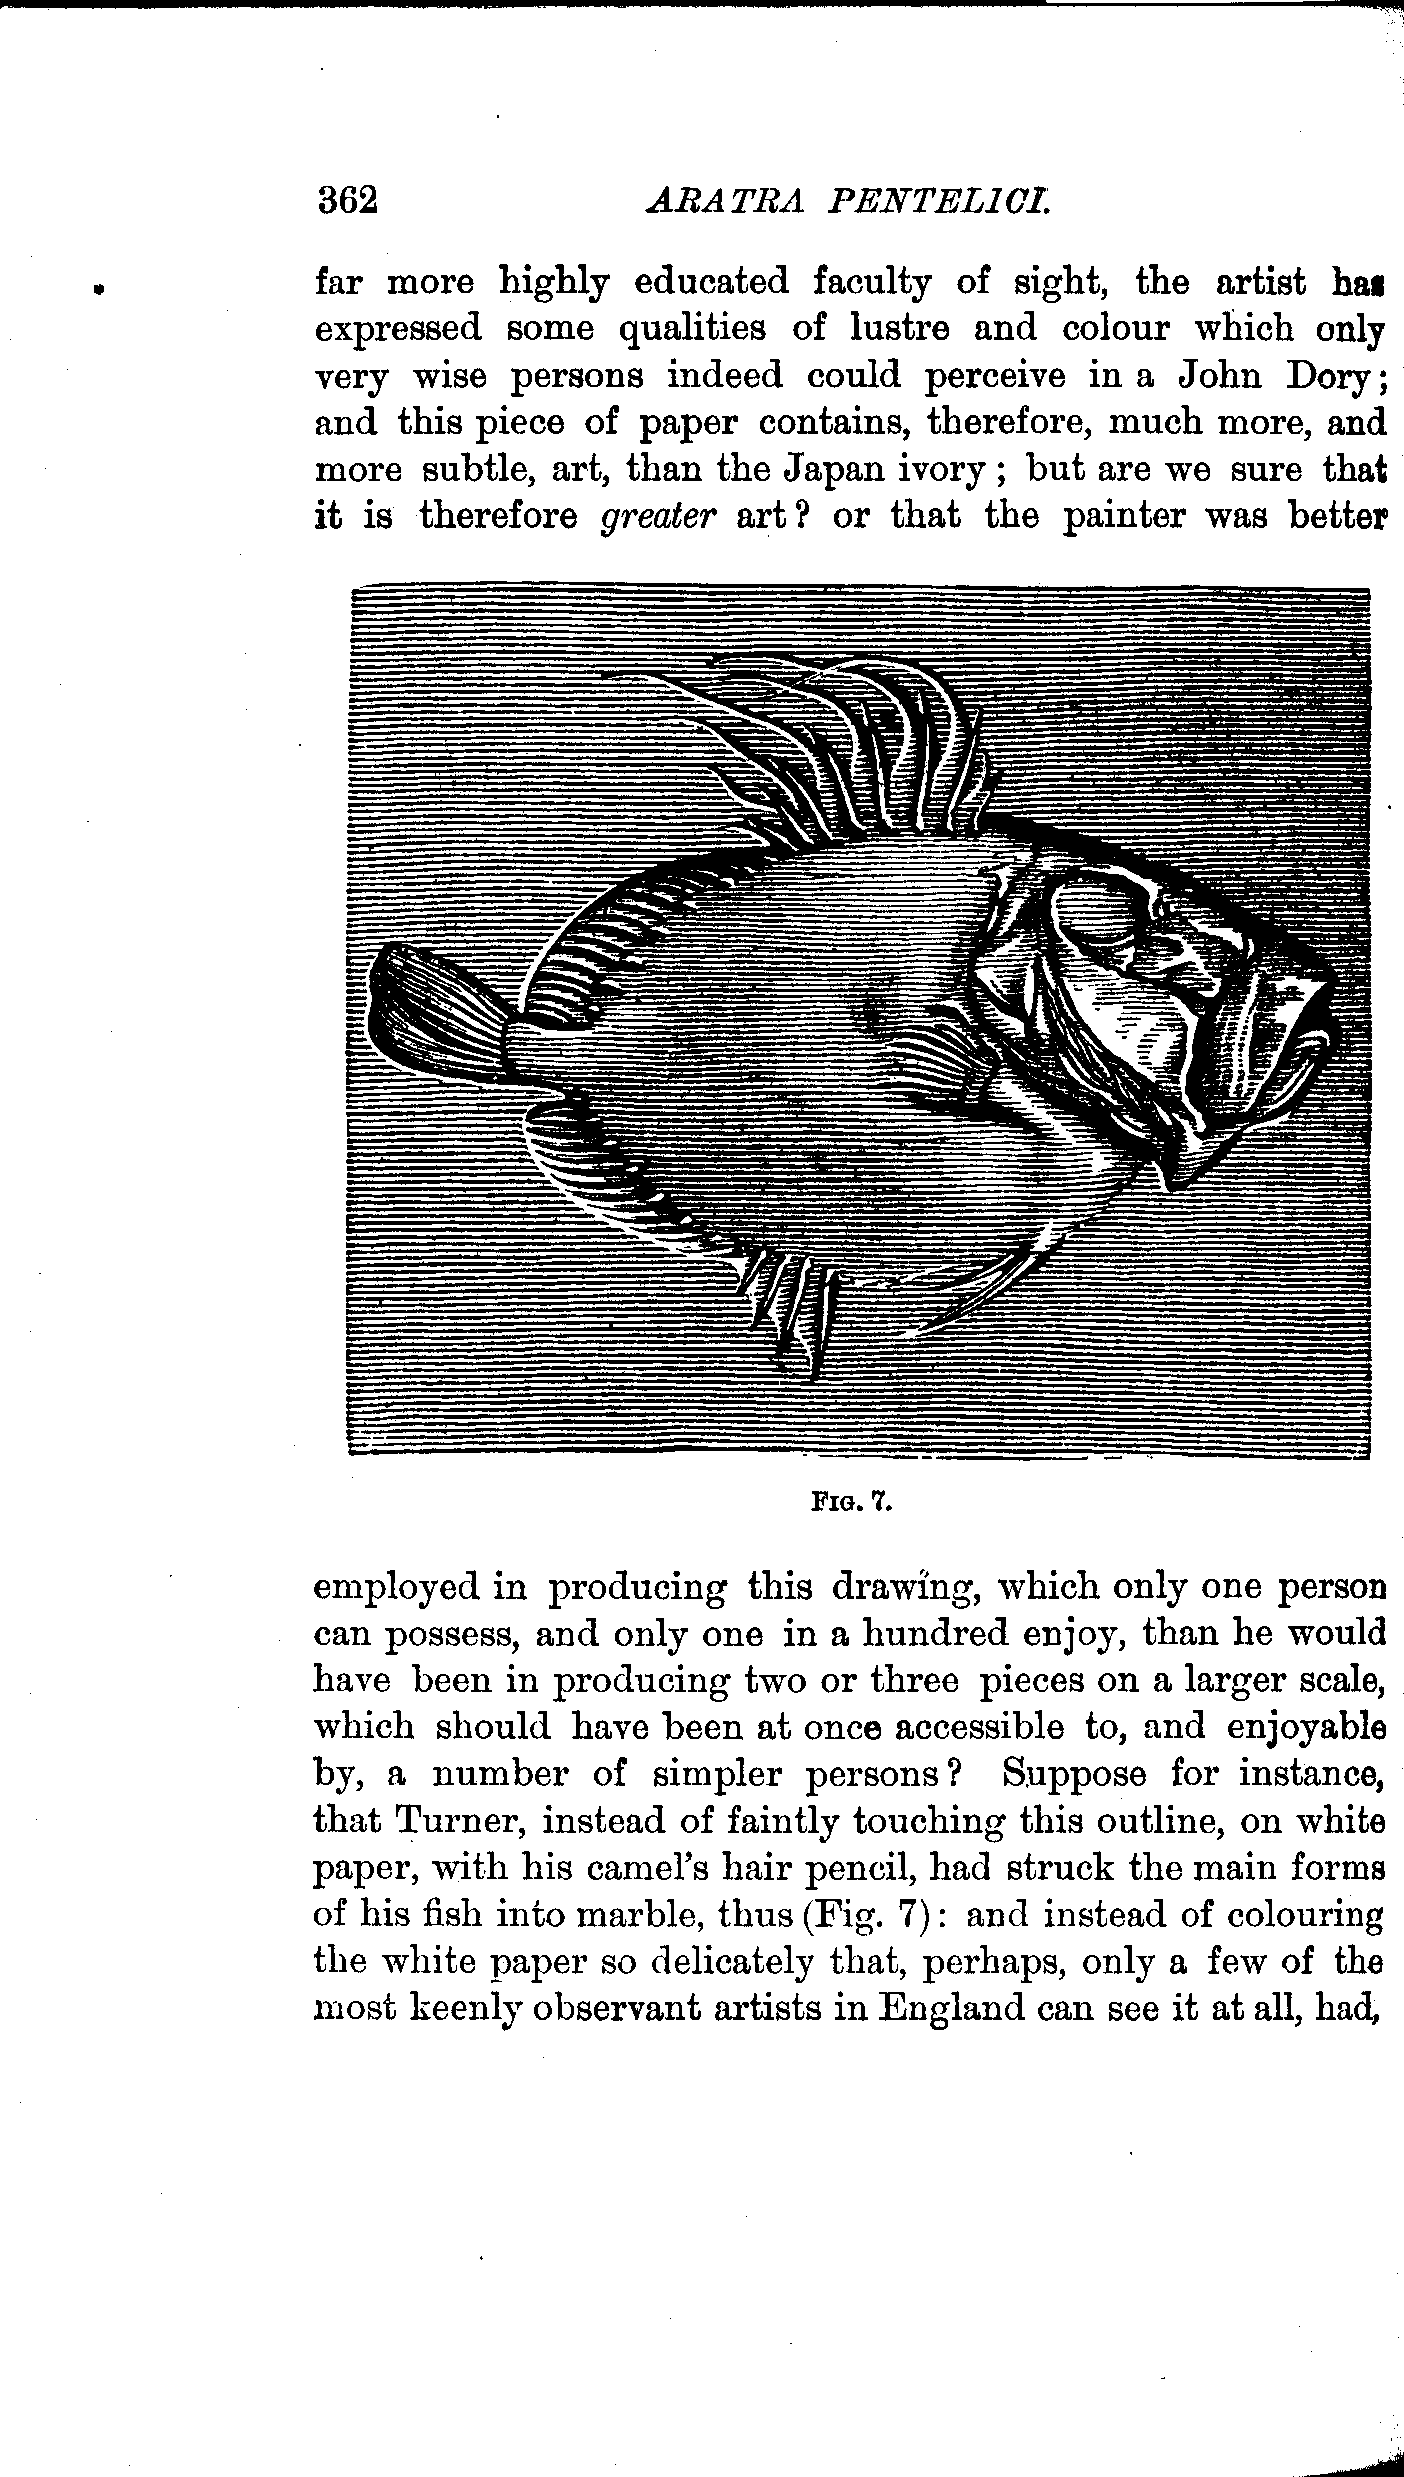 362 ARATRA PENTELICI.
far more highly educated faculty of sight, the artist has
expressed some qualities of lustre and colour which only
very wise persons indeed could perceive in a John Dory;
and this piece of paper contains, therefore, much more, and
more subtle, art, than the Japan ivory; but are we sure that
it is therefore greater art? or that the painter was better
FIG. 7.
employed in producing this drawing, which only one person
can possess, and only one in a hundred enjoy, than he would
have been in producing two or three pieces on a larger scale,
which should have been at once accessible to, and enjoyable
by, a number of simpler persons? Suppose for instance,
that Turner, instead of faintly touching this outline, on white
paper, with his camel's hair pencil, had struck the main forms
of his fish into marble, thus (Fig. 7): and instead of colouring
the white paper so delicately that, perhaps, only a few of the
most keenly observant artists in England can see it at all, had,